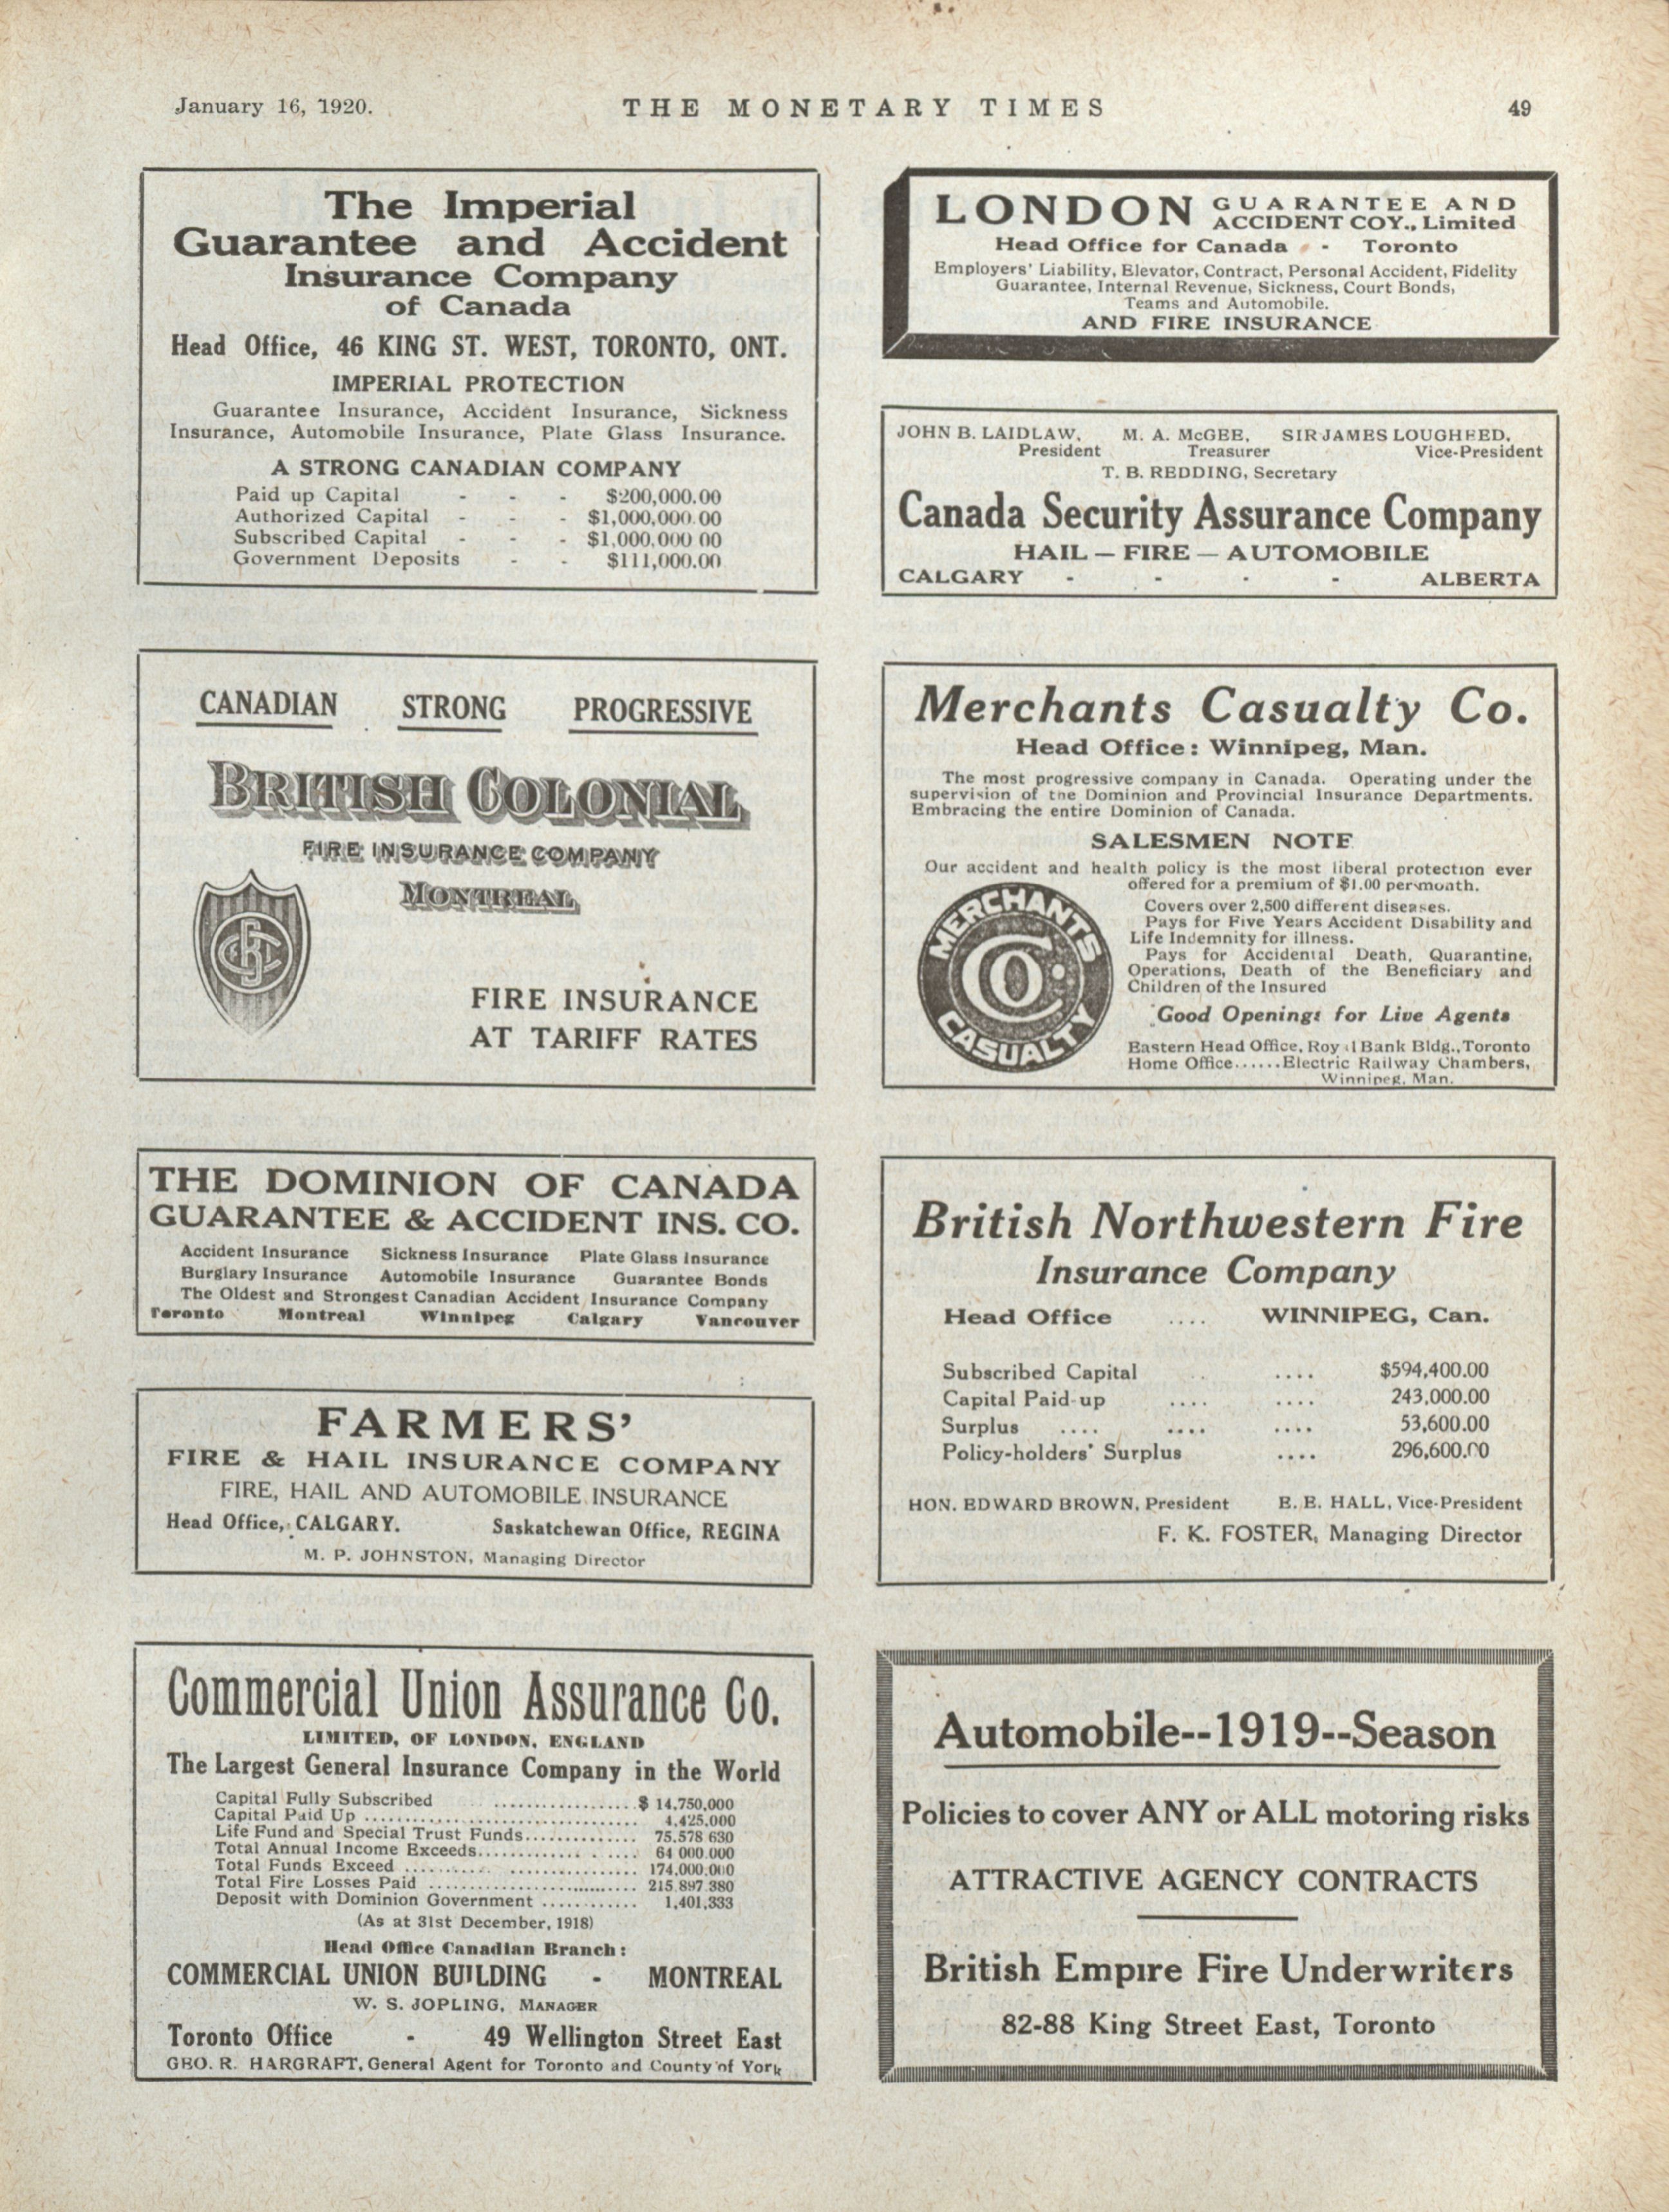 January 16, 1920.
THE MONETARY TIMES
49
The Imperial
Guarantee and Accident
Insurance Company
of Canada
Head Office, 46 KING ST. WEST, TORONTO, ONT.
IMPERIAL PROTECTION
Guarantee Insurance, Accident Insurance, Sickness
Insurance, Automobile Insurance, Plate Glass Insurance.
A STRONG CANADIAN COMPANY
Paid up Capital - - - $200,000.00
Authorized Capital - - - $1,000,000.00
Subscribed Capital - - - $1,000,000 00
Government Deposits - - $111,000.00
CANADIAN STRONG PROGRESSIVE
BRITISH COLONIAL
FIRE INSURANCE COMPANY
MONTREAL
FIRE INSURANCE
AT TARIFF RATES
THE DOMINION OF CANADA
GUARANTEE & ACCIDENT INS. CO.
Accident Insurance Sickness Insurance Plate Glass Insurance
Burglary Insurance Automobile Insurance Guarantee Bonds
The Oldest and Strongest Canadian Accident Insurance Company
Toronto Montreal Winnipeg Calgary Vancouver
FARMERS'
FIRE & HAIL INSURANCE COMPANY
FIRE, HAIL AND AUTOMOBILE INSURANCE
Head Office, CALGARY. Saskatchewan Office, REGINA
M. P. JOHNSTON, Managing Director
Commercial Union Assurance Co.
LIMITED, OF LONDON, ENGLAND
The Largest General Insurance Company in the World
Capital Fully Subscribed .................. $ 14,750,000
Capital Paid Up .................................... 4,425,000
Life Fund and Special Trust Funds.............. 75,578 630
Total Annual Income Exceeds.................... 64 000,000
Total Funds Exceed ............................ 174,000,000
Total Fire Losses Paid .......................... 215,897,380
Deposit with Dominion Government ............ 1,401,333
(As at 31st December, 1918)
Head Office Canadian Branch:
COMMERCIAL UNION BUILDING - MONTREAL
W. S. JOPLING, MANAGER
Toronto Office - 49 Wellington Street East
GEO. R. HARGRAFT, General Agent for Toronto and County of York
LONDON GUARANTEE AND
ACCIDENT COY., Limited
Head Office for Canada - - Toronto
Employers' Liability, Elevator, Contract, Personal Accident, Fidelity
Guarantee, Internal Revenue, Sickness, Court Bonds,
Teams and Automobile.
AND FIRE INSURANCE
JOHN B. LAIDLAW, M. A. McGEE, SIR JAMES LOUGHEED,
President Treasurer Vice-President
T. B. REDDING, Secretary
Canada Security Assurance Company
HAIL — FIRE — AUTOMOBILE
CALGARY - - - - ALBERTA
Merchants Casualty Co.
Head Office: Winnipeg, Man.
The most progressive company in Canada. Operating under the
supervision of the Dominion and Provincial Insurance Departments.
Embracing the entire Dominion of Canada.
SALESMEN NOTE
Our accident and health policy is the most liberal protection ever
offered for a premium of $1.00 per month.
Covers over 2,500 different diseases.
Pays for Five Years Accident Disability and
Life Indemnity for illness.
Pays for Accidental Death, Quarantine,
Operations, Death of the Beneficiary and
Children of the Insured
Good Openings for Live Agents
Eastern Head Office, Royal Bank Bldg., Toronto
Home Office......Electric Railway Chambers,
Winnipeg, Man.
MERCHANTS
CO
CASUALTY
British Northwestern Fire
Insurance Company
Head Office .... WINNIPEG, Can.
Subscribed Capital .. .... $594,400.00
Capital Paid-up .... .... 243,000.00
Surplus .... .... .... 53,600.00
Policy-holders' Surplus .... 296,600.00
HON. EDWARD BROWN, President E. E. HALL, Vice-President
F. K. FOSTER, Managing Director
Automobile--1919--Season
Policies to cover ANY or ALL motoring risks
ATTRACTIVE AGENCY CONTRACTS
British Empire Fire Underwriters
82-88 King Street East, Toronto